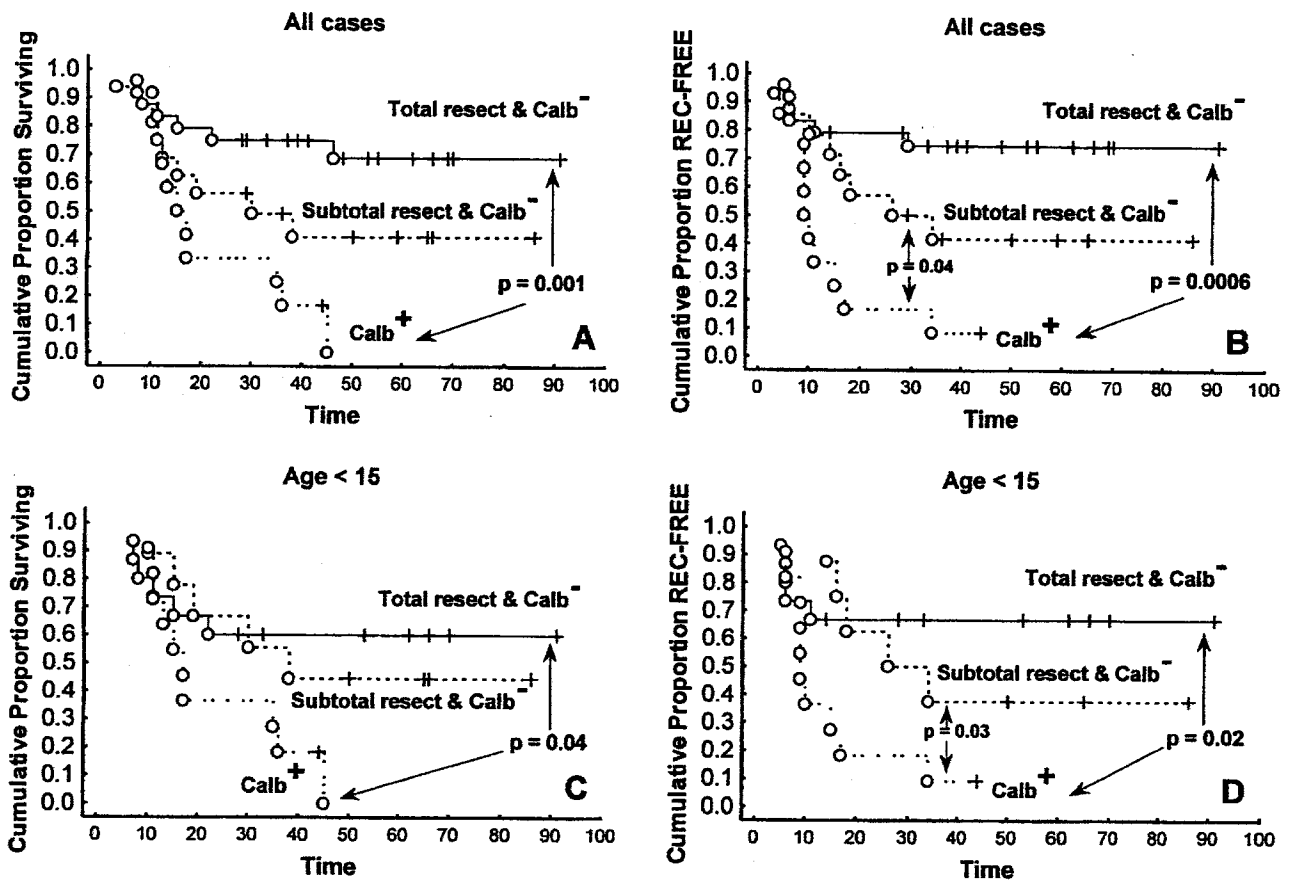 All cases
Cumulative Proportion Surviving
1.0
0.9
0.8
0.7
0.6
0.5
0.4
0.3
0.2
0.1
0.0
Total resect & Calb-
Subtotal resect & Calb-
p = 0.001
Calb+
A
0 10 20 30 40 50 60 70 80 90 100
Time
All cases
Cumulative Proportion REC-FREE
1.0
0.9
0.8
0.7
0.6
0.5
0.4
0.3
0.2
0.1
0.0
Total resect & Calb-
Subtotal resect & Calb-
p = 0.04
p = 0.0006
Calb+
B
0 10 20 30 40 50 60 70 80 90 100
Time
Age < 15
Cumulative Proportion Surviving
1.0
0.9
0.8
0.7
0.6
0.5
0.4
0.3
0.2
0.1
0.0
Total resect & Calb-
Subtotal resect & Calb-
p = 0.04
Calb+
C
0 10 20 30 40 50 60 70 80 90 100
Time
Age < 15
Cumulative Proportion REC-FREE
1.0
0.9
0.8
0.7
0.6
0.5
0.4
0.3
0.2
0.1
0.0
Total resect & Calb-
Subtotal resect & Calb-
p = 0.03
p = 0.02
Calb+
D
0 10 20 30 40 50 60 70 80 90 100
Time